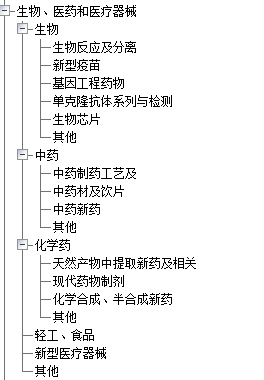 生物、医药和医疗器械
生物
生物反应及分离
新型疫苗
基因工程药物
单克隆抗体系列与检测
生物芯片
其他
中药
中药制药工艺及
中药材及饮片
中药新药
其他
化学药
天然产物中提取新药及相关
现代药物制剂
化学合成、半合成新药
其他
轻工、食品
新型医疗器械
其他